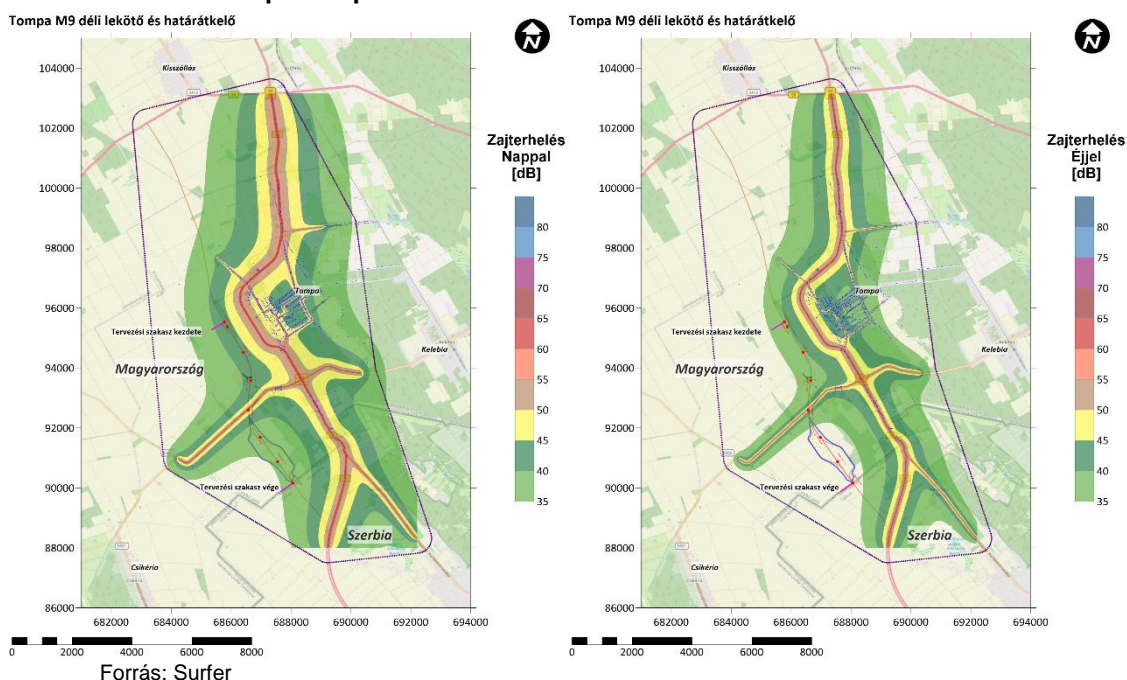 Tompa M9 déli lekötő és határátkelő
104000
102000
100000
98000
96000
94000
92000
90000
88000
86000
682000 684000 686000 688000 690000 692000 694000
Kisszállás
Tompa
Tervezési szakasz kezdete
Kelebia
Magyarország
Tervezési szakasz vége
Szerbia
Csikéria
Zajterhelés
Nappal
[dB]
80
75
70
65
60
55
50
45
40
35
0 2000 4000 6000 8000
Tompa M9 déli lekötő és határátkelő
104000
102000
100000
98000
96000
94000
92000
90000
88000
86000
682000 684000 686000 688000 690000 692000 694000
Kisszállás
Tompa
Tervezési szakasz kezdete
Kelebia
Magyarország
Tervezési szakasz vége
Szerbia
Csikéria
Zajterhelés
Éjjel
[dB]
80
75
70
65
60
55
50
45
40
35
0 2000 4000 6000 8000
Forrás: Surfer